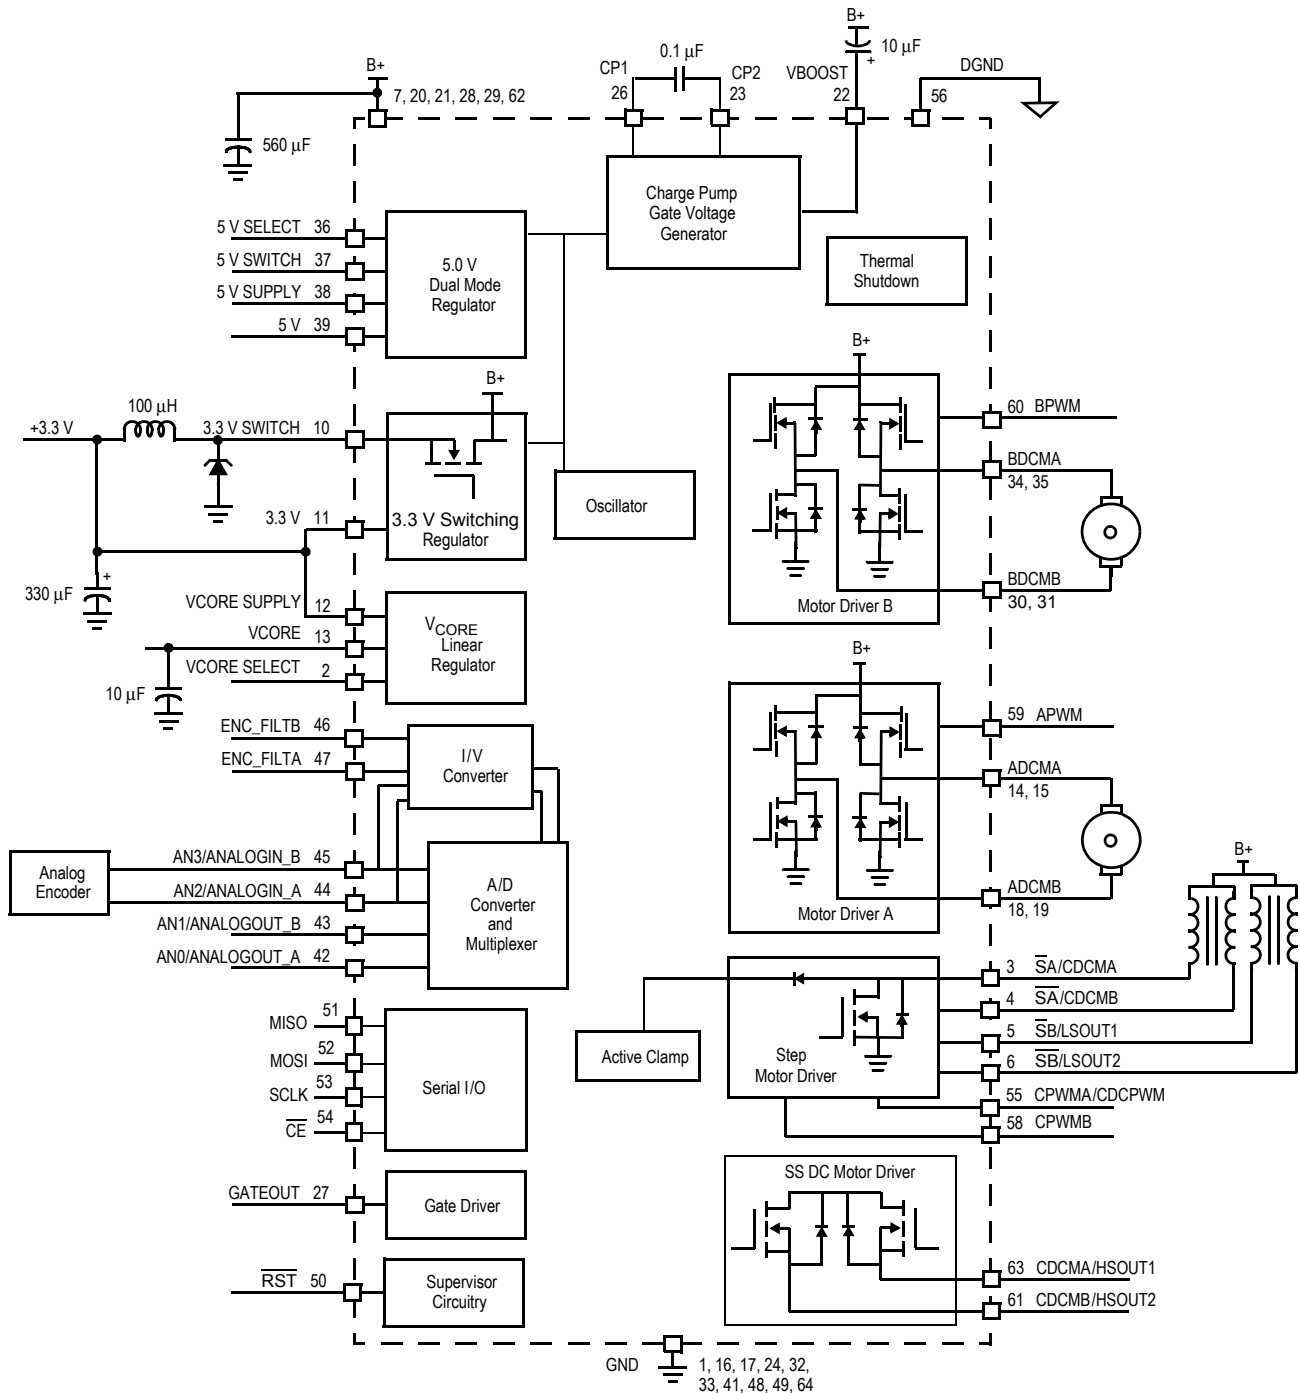 B+
10 µF
+
0.1 µF
CP1
26
CP2
23
VBOOST
22
DGND
56
B+
7, 20, 21, 28, 29, 62
560 µF
Charge Pump
Gate Voltage
Generator
Thermal
Shutdown
5 V SELECT 36
5 V SWITCH 37
5 V SUPPLY 38
5 V 39
5.0 V
Dual Mode
Regulator
B+
100 µH
+3.3 V
3.3 V SWITCH 10
3.3 V 11
3.3 V Switching
Regulator
B+
Oscillator
+
330 µF
VCORE SUPPLY 12
VCORE 13
VCORE SELECT 2
10 µF
VCORE
Linear
Regulator
Motor Driver B
60 BPWM
BDCMA
34, 35
BDCMB
30, 31
B+
Motor Driver A
59 APWM
ADCMA
14, 15
ADCMB
18, 19
ENC_FILTB 46
ENC_FILTA 47
I/V
Converter
Analog
Encoder
AN3/ANALOGIN_B 45
AN2/ANALOGIN_A 44
AN1/ANALOGOUT_B 43
AN0/ANALOGOUT_A 42
A/D
Converter
and
Multiplexer
B+
3 S̅A/CDCMA
4 S̅A̅/CDCMB
5 S̅B/LSOUT1
6 S̅B̅/LSOUT2
55 CPWMA/CDCPWM
58 CPWMB
Active Clamp
Step
Motor Driver
MISO 51
MOSI 52
SCLK 53
C̅E̅ 54
Serial I/O
GATEOUT 27
Gate Driver
R̅S̅T̅ 50
Supervisor
Circuitry
SS DC Motor Driver
63 CDCMA/HSOUT1
61 CDCMB/HSOUT2
GND
1, 16, 17, 24, 32,
33, 41, 48, 49, 64